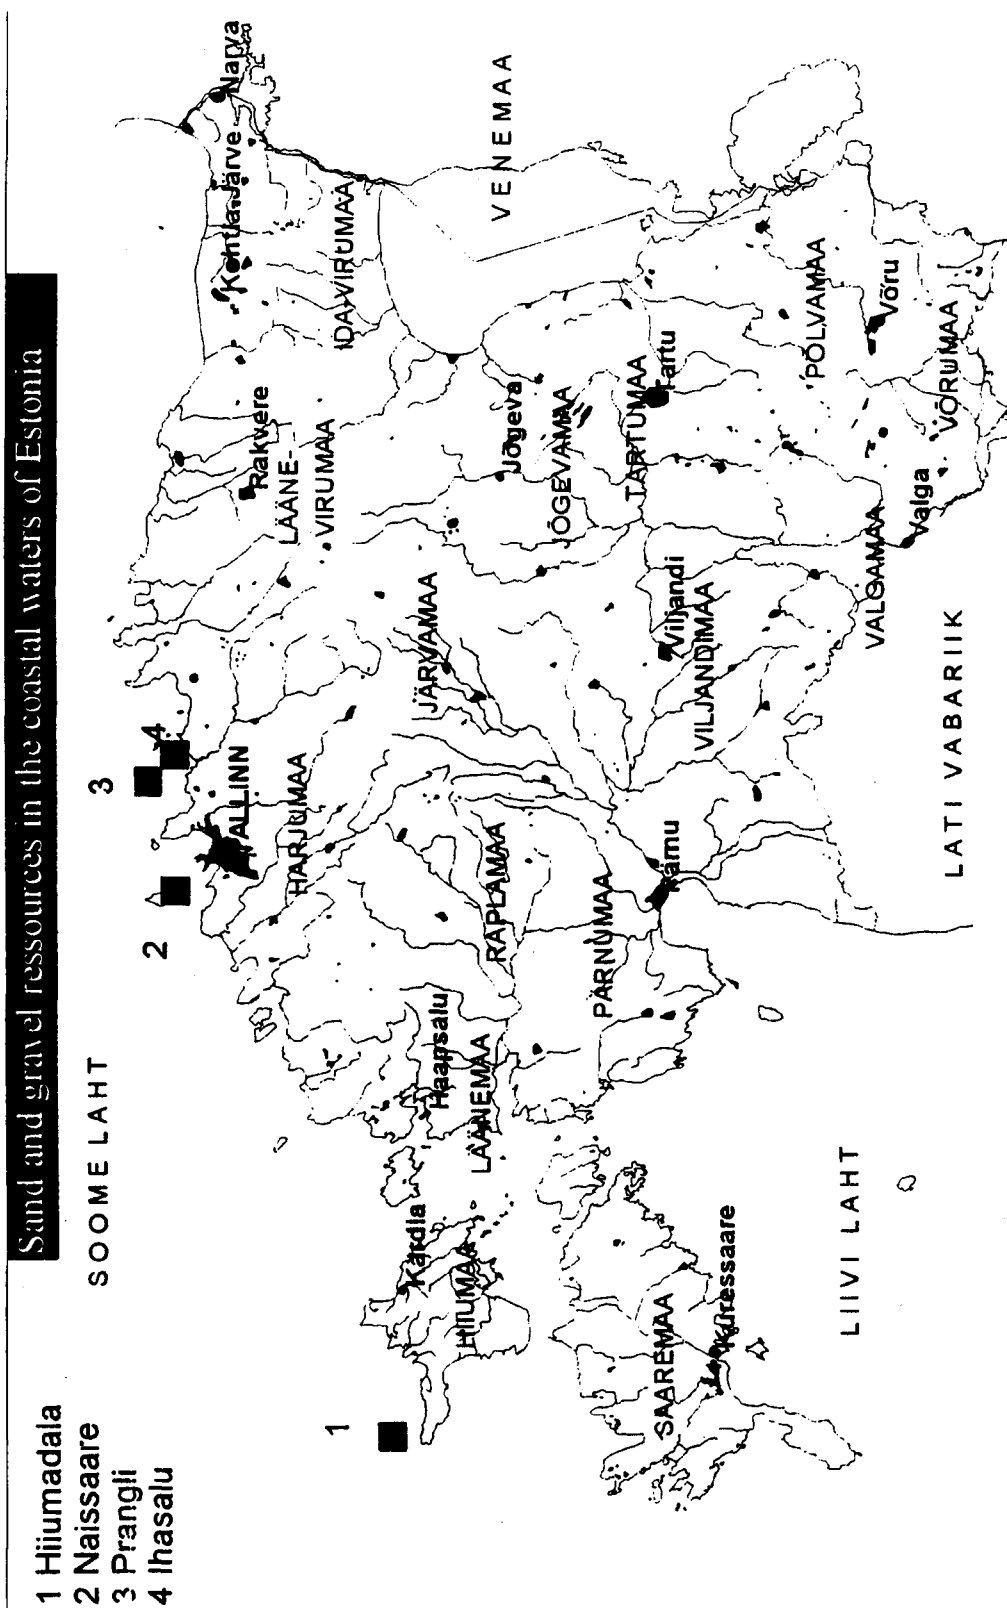 Sand and gravel ressources in the coastal waters of Estonia
1 Hiiumadala
2 Naissaare
3 Prangli
4 Ihasalu
SOOME LAHT
1
2
3
4
TALLINN
HARJUMAA
Rakvere
LÄÄNE-
VIRUMAA
Kohtla-Järve
Narva
IDA-VIRUMAA
VENEMAA
Kärdla
HIIUMAA
Haapsalu
LÄÄNEMAA
RAPLAMAA
JÄRVAMAA
Jõgeva
JÕGEVAMAA
TARTUMAA
Tartu
SAAREMAA
Kuressaare
PÄRNUMAA
Pärnu
Viljandi
VILJANDIMAA
PÕLVAMAA
Võru
VÕRUMAA
VALGAMAA
Valga
LIIVI LAHT
LATI VABARIIK